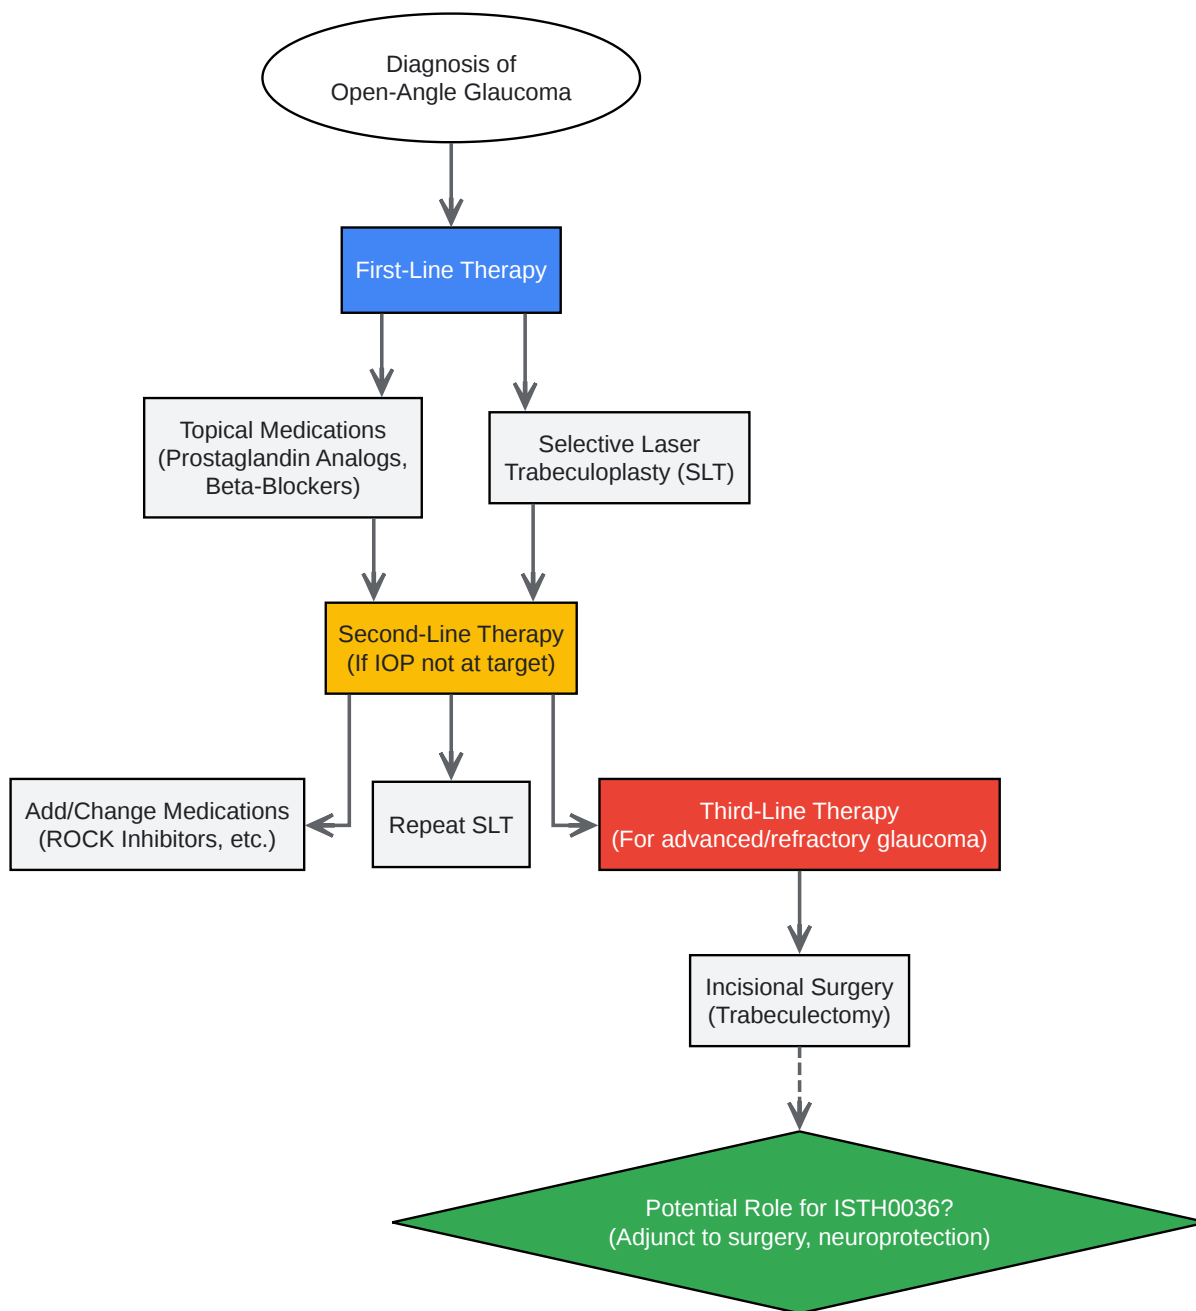 Diagnosis of
Open-Angle Glaucoma
First-Line Therapy
Topical Medications
(Prostaglandin Analogs,
Beta-Blockers)
Selective Laser
Trabeculoplasty (SLT)
Second-Line Therapy
(If IOP not at target)
Add/Change Medications
(ROCK Inhibitors, etc.)
Repeat SLT
Third-Line Therapy
(For advanced/refractory glaucoma)
Incisional Surgery
(Trabeculectomy)
Potential Role for ISTH0036?
(Adjunct to surgery, neuroprotection)